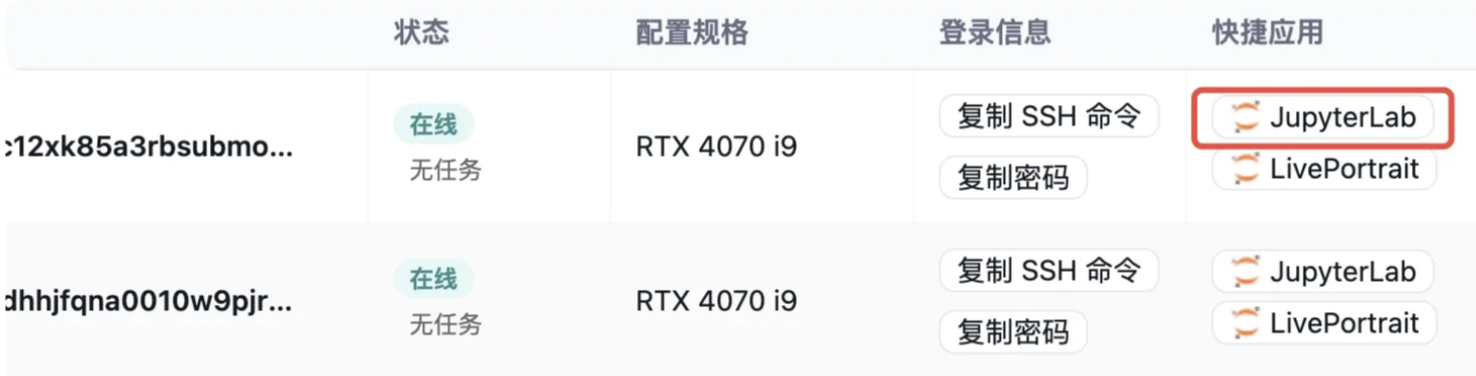 状态 配置规格 登录信息 快捷应用
c12xk85a3rbsubmo... 在线 RTX 4070 i9 复制 SSH 命令 JupyterLab
无任务 复制密码 LivePortrait
dhhjfqna0010w9pjr... 在线 RTX 4070 i9 复制 SSH 命令 JupyterLab
无任务 复制密码 LivePortrait